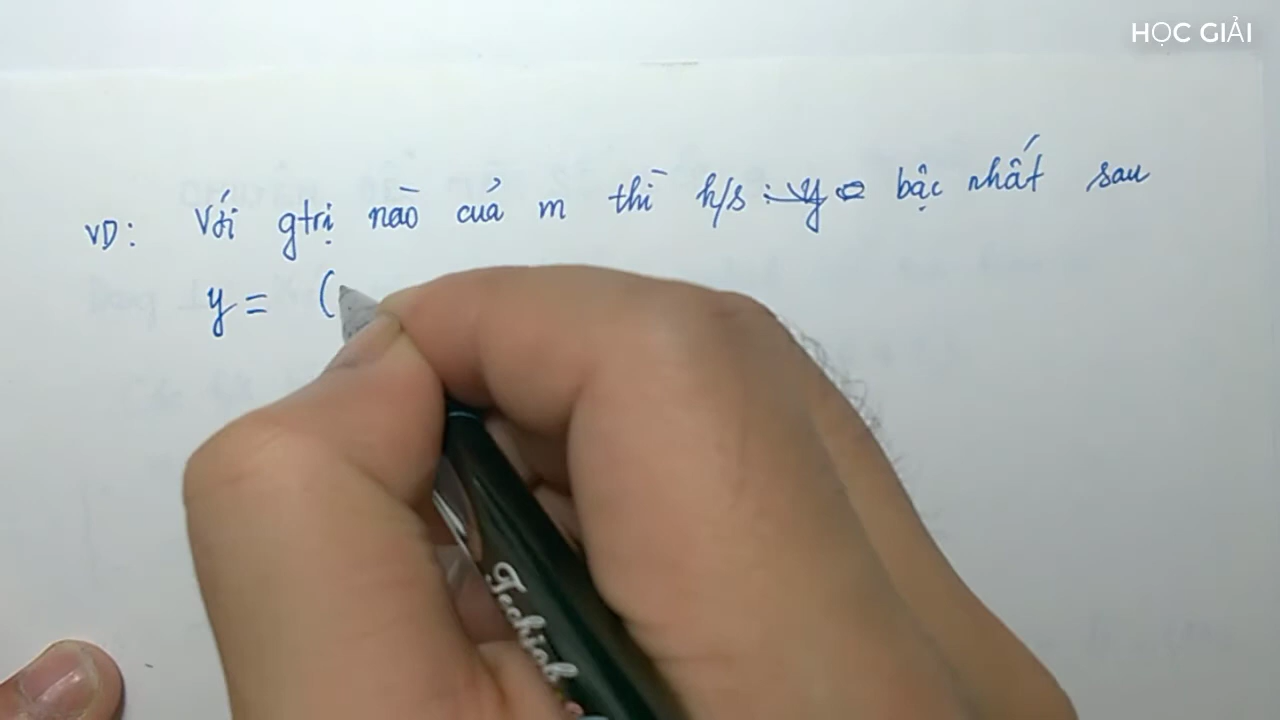 HỌC GIẢI
VD: Với gtrị nào của m thì h/s : y = bậc nhất sau
y = (